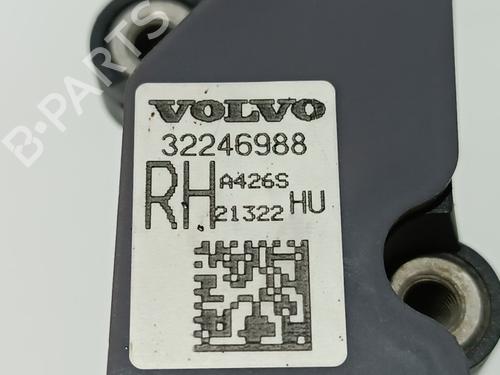 B-PARTS
VOLVO
32246988
RH A426S
21322 HU